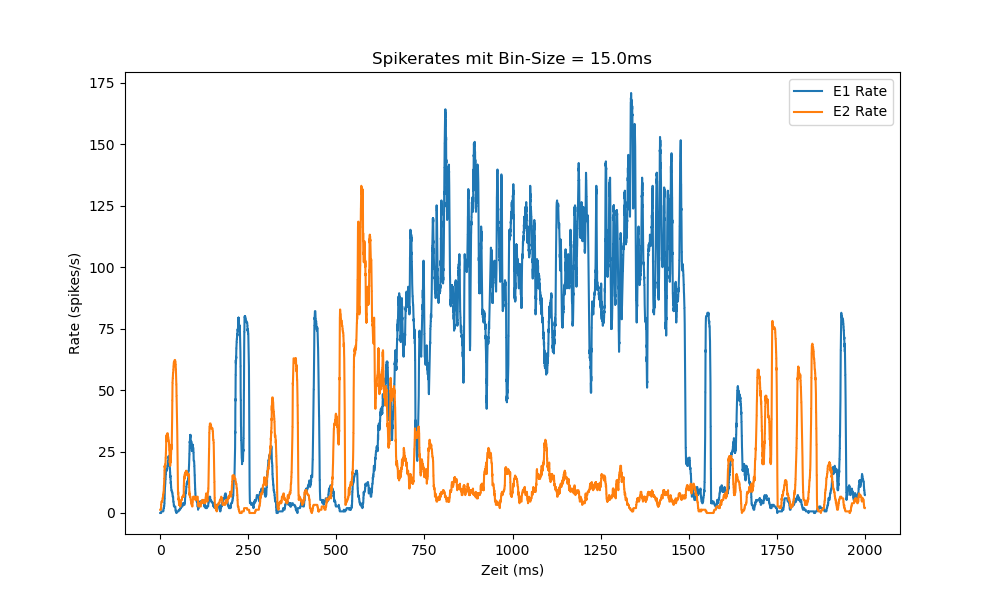 Spikerates mit Bin-Size = 15.0ms
175
150
125
100
75
50
25
0
Rate (spikes/s)
E1 Rate
E2 Rate
0 250 500 750 1000 1250 1500 1750 2000
Zeit (ms)